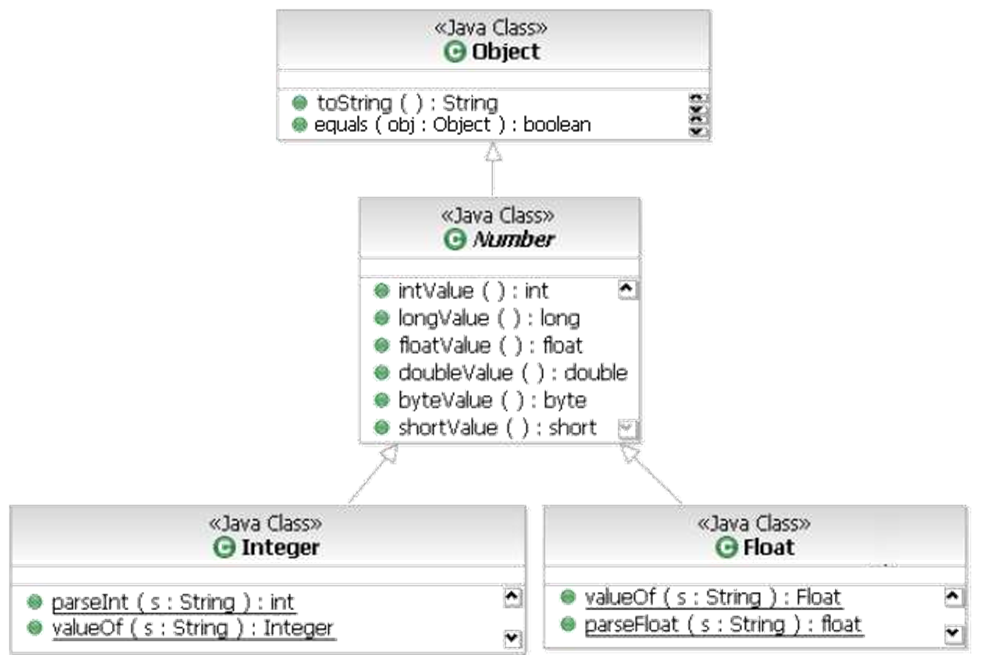 «Java Class»
Object
toString ( ) : String
equals ( obj : Object ) : boolean
«Java Class»
Number
intValue ( ) : int
longValue ( ) : long
floatValue ( ) : float
doubleValue ( ) : double
byteValue ( ) : byte
shortValue ( ) : short
«Java Class»
Integer
parseInt ( s : String ) : int
valueOf ( s : String ) : Integer
«Java Class»
Float
valueOf ( s : String ) : Float
parseFloat ( s : String ) : float